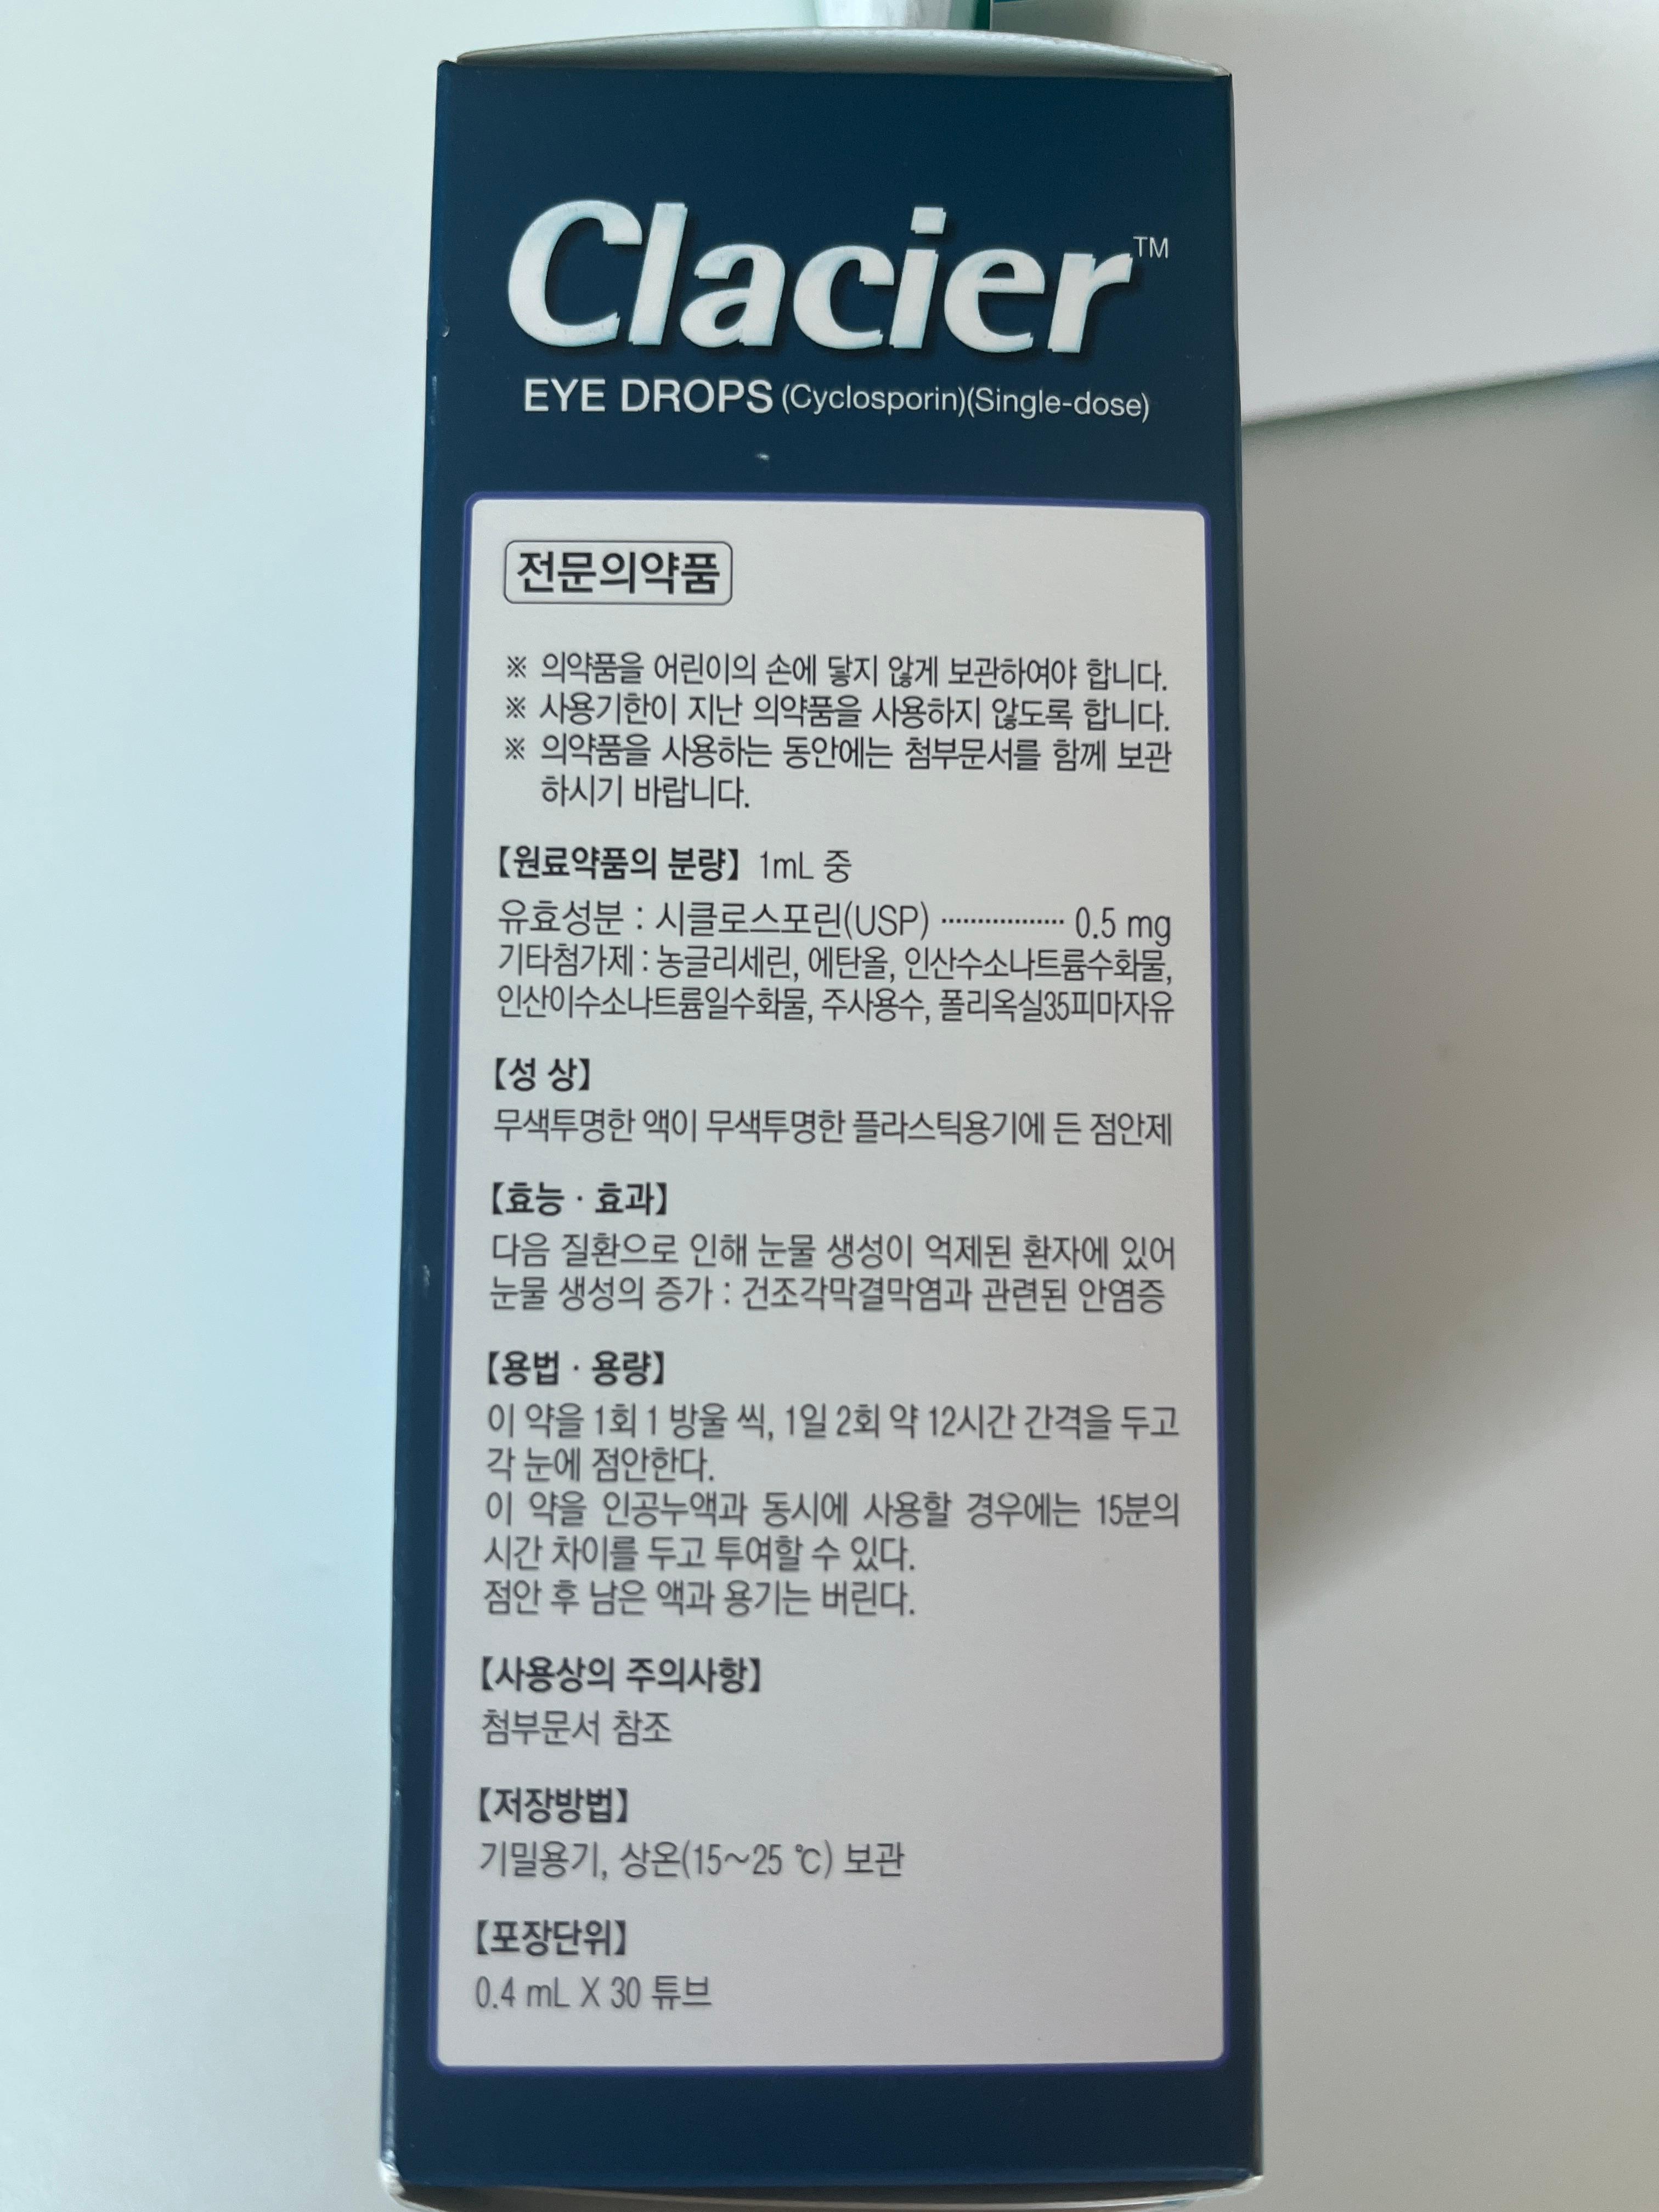 Clacier™
EYE DROPS (Cyclosporin)(Single-dose)
전문의약품
※ 의약품을 어린이의 손에 닿지 않게 보관하여야 합니다.
※ 사용기한이 지난 의약품을 사용하지 않도록 합니다.
※ 의약품을 사용하는 동안에는 첨부문서를 함께 보관
하시기 바랍니다.
【원료약품의 분량】 1mL 중
유효성분 : 시클로스포린(USP) ·················· 0.5 mg
기타첨가제 : 농글리세린, 에탄올, 인산수소나트륨수화물,
인산이수소나트륨일수화물, 주사용수, 폴리옥실35피마자유
【성 상】
무색투명한 액이 무색투명한 플라스틱용기에 든 점안제
【효능 · 효과】
다음 질환으로 인해 눈물 생성이 억제된 환자에 있어
눈물 생성의 증가 : 건조각막결막염과 관련된 안염증
【용법 · 용량】
이 약을 1회 1 방울 씩, 1일 2회 약 12시간 간격을 두고
각 눈에 점안한다.
이 약을 인공누액과 동시에 사용할 경우에는 15분의
시간 차이를 두고 투여할 수 있다.
점안 후 남은 액과 용기는 버린다.
【사용상의 주의사항】
첨부문서 참조
【저장방법】
기밀용기, 상온(15~25 ℃) 보관
【포장단위】
0.4 mL X 30 튜브